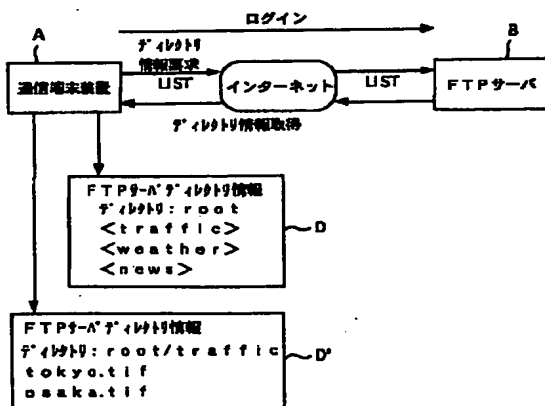 ログイン
A
B
ディレクトリ
情報要求
LIST
LIST
通信端末装置
インターネット
FTPサーバ
ディレクトリ情報取得
FTPサーバディレクトリ情報
ディレクトリ:root
<traffic>
<weather>
<news>
D
FTPサーバディレクトリ情報
ディレクトリ:root/traffic
tokyo.tif
osaka.tif
D'